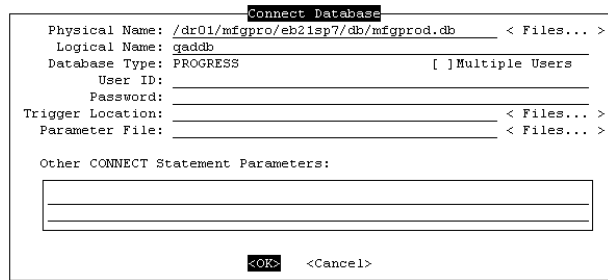 Connect Database
Physical Name: /dr01/mfgpro/eb21sp7/db/mfgprod.db < Files... >
Logical Name: qaddb
Database Type: PROGRESS [ ]Multiple Users
User ID:
Password:
Trigger Location: < Files... >
Parameter File: < Files... >
Other CONNECT Statement Parameters:
<OK> <Cancel>